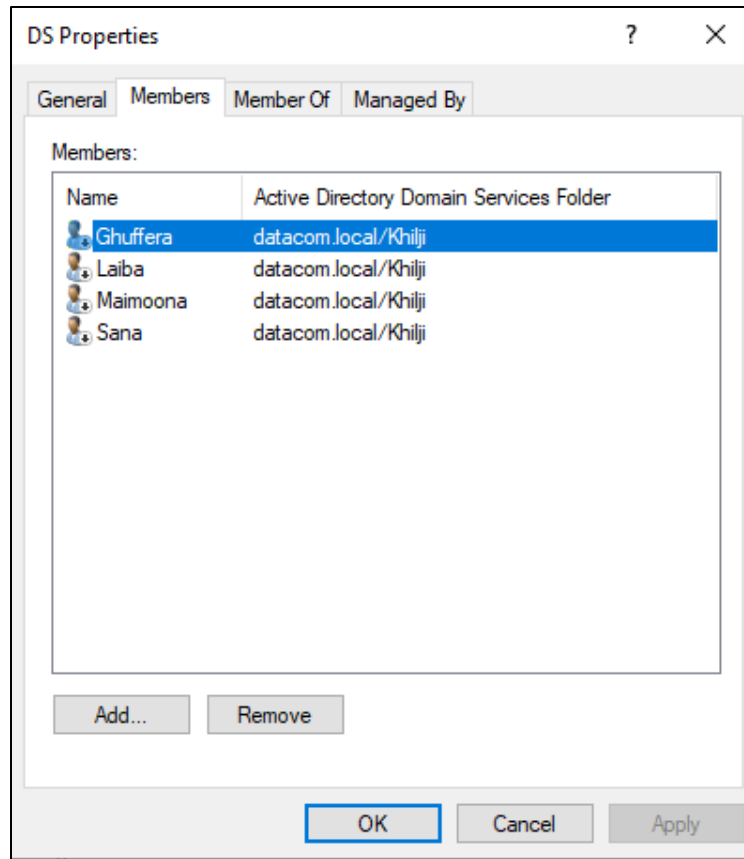 DS Properties ?
General Members Member Of Managed By
Members:
Name Active Directory Domain Services Folder
Ghuffera datacom.local/Khilji
Laiba datacom.local/Khilji
Maimoona datacom.local/Khilji
Sana datacom.local/Khilji
Add... Remove
OK Cancel Apply